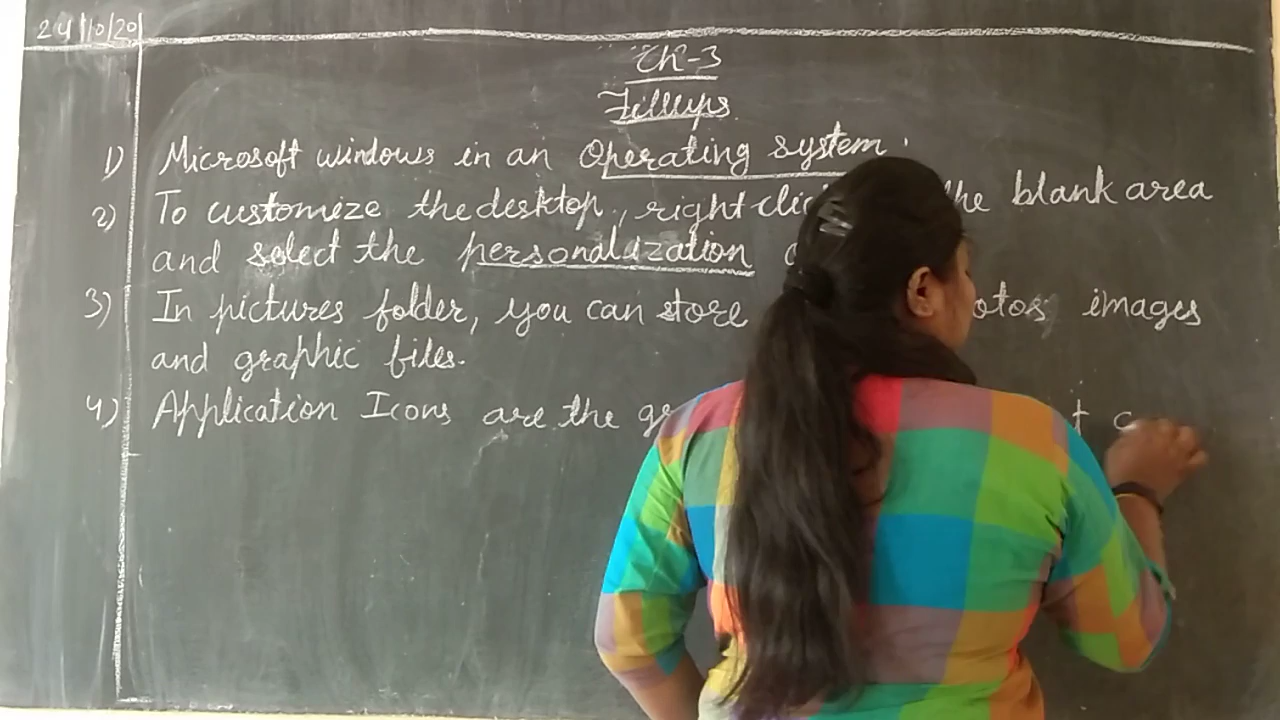 24/10/20
Ch-3
Fillups
1) Microsoft windows in an Operating system.
2) To customize the desktop, right the blank area
and select the personalization
3) In pictures folder, you can store images
and graphic files.
4) Application Icons are the